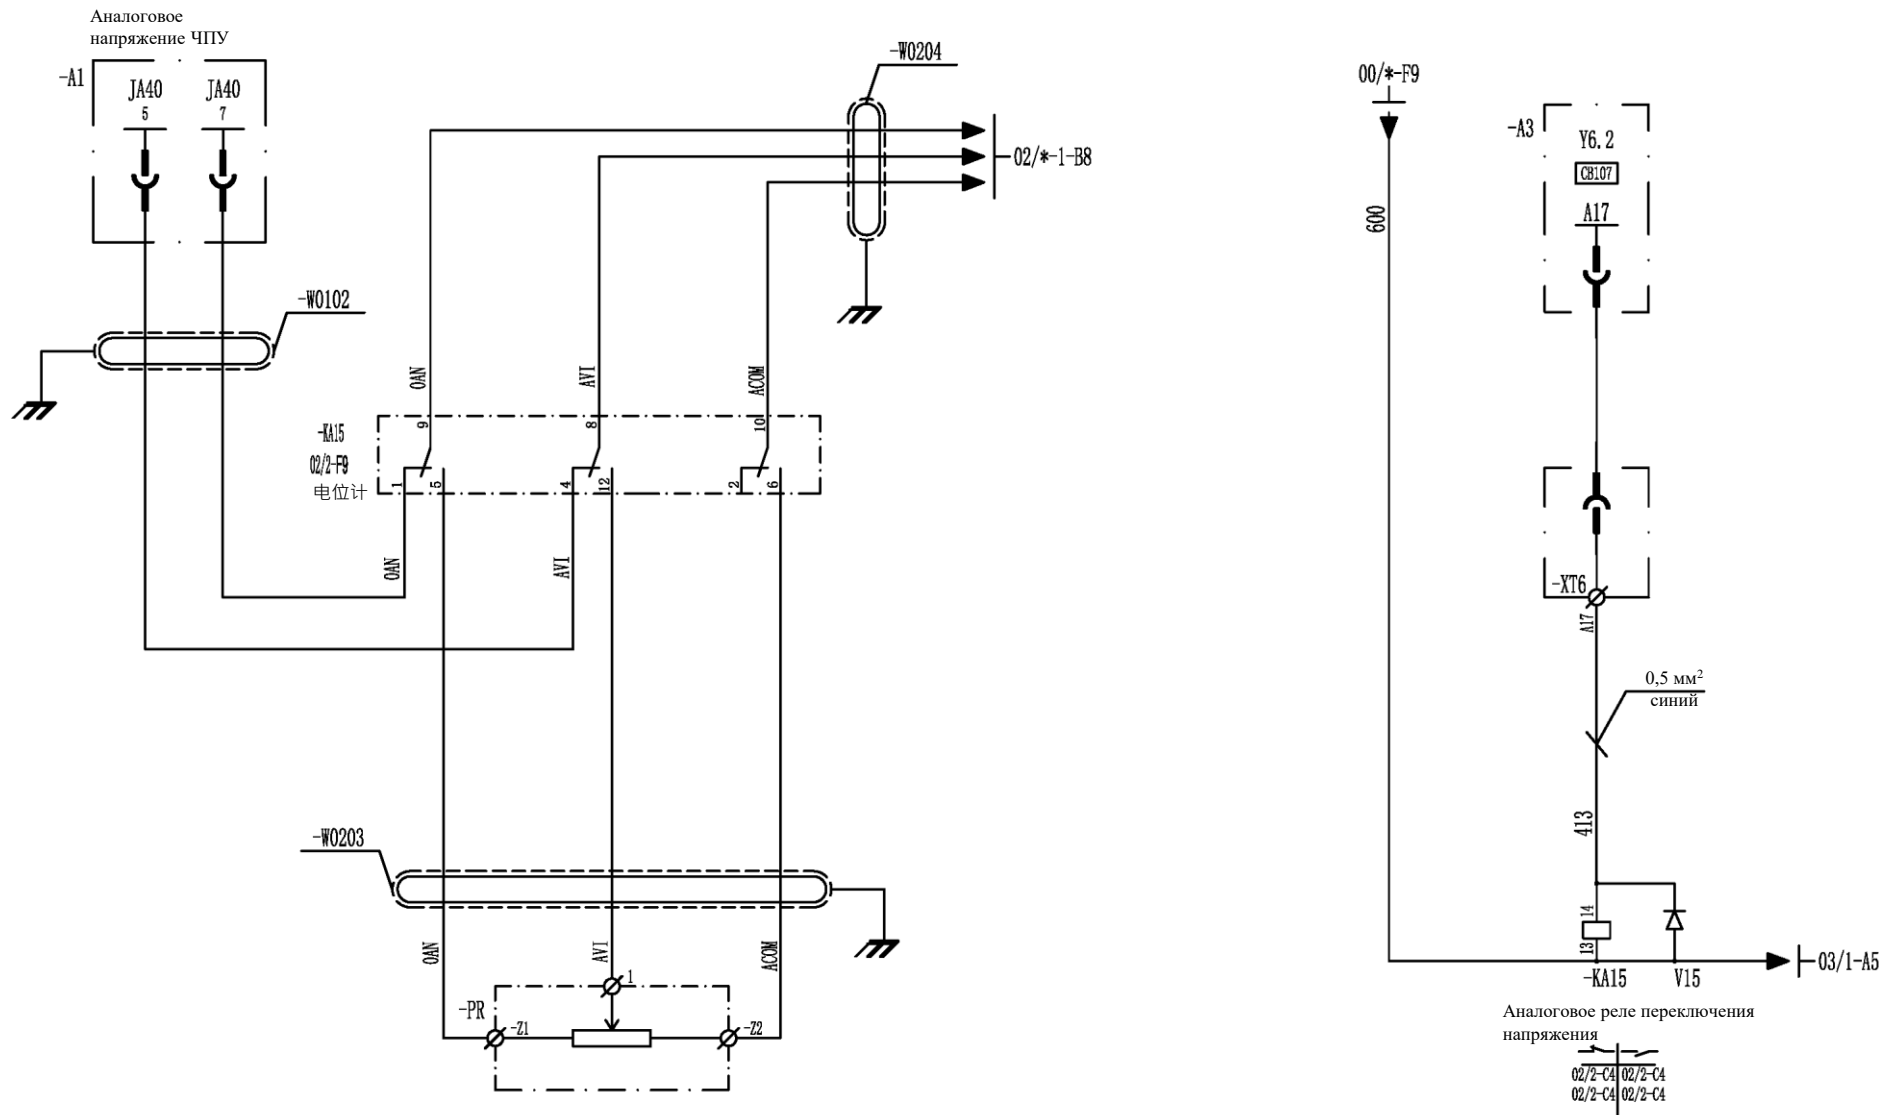 Аналоговое
напряжение ЧПУ
-A1
JA40
5
JA40
7
-W0102
-W0204
02/*-1-B8
OAN
AVI
ACOM
9
8
10
-KA15
02/2-F9
电位计
1
5
4
12
2
6
OAN
AVI
-W0203
OAN
AVI
ACOM
1
-PR
-Z1
-Z2
00/*-F9
600
-A3
Y6.2
CB107
A17
-XT6
A17
0,5 мм²
синий
413
14
13
-KA15
V15
03/1-A5
Аналоговое реле переключения
напряжения
02/2-C4 02/2-C4
02/2-C4 02/2-C4